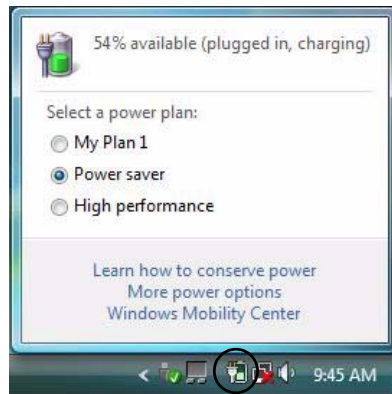 54% available (plugged in, charging)
Select a power plan:
My Plan 1
Power saver
High performance
Learn how to conserve power
More power options
Windows Mobility Center
9:45 AM